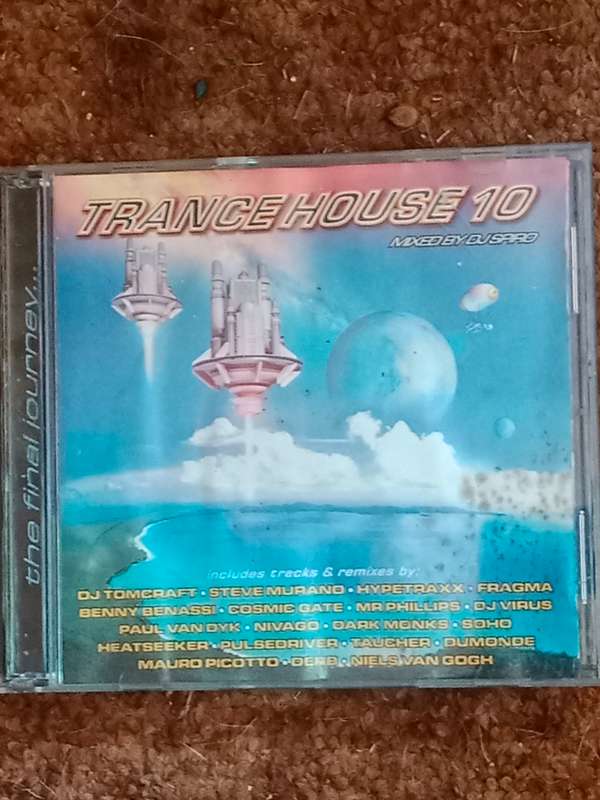 TRANCE HOUSE 10
MIXED BY DJ SPIRO
the final journey...
includes tracks & remixes by:
DJ TOMCRAFT • STEVE MURANO • HYPETRAXX • FRAGMA
BENNY BENASSI • COSMIC GATE • MR PHILLIPS • DJ VIRUS
PAUL VAN DYK • NIVAGO • DARK MONKS • SOHO
HEATSEEKER • PULSEDRIVER • TAUCHER • DUMONDE
MAURO PICOTTO • DERB • NIELS VAN GOGH